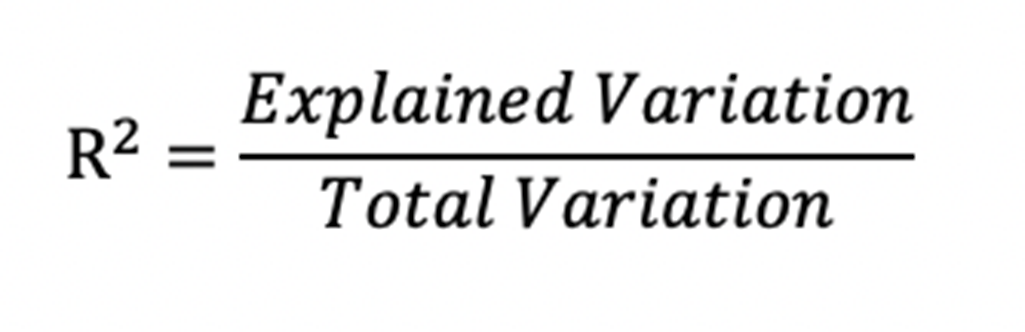 R² = Explained Variation
Total Variation